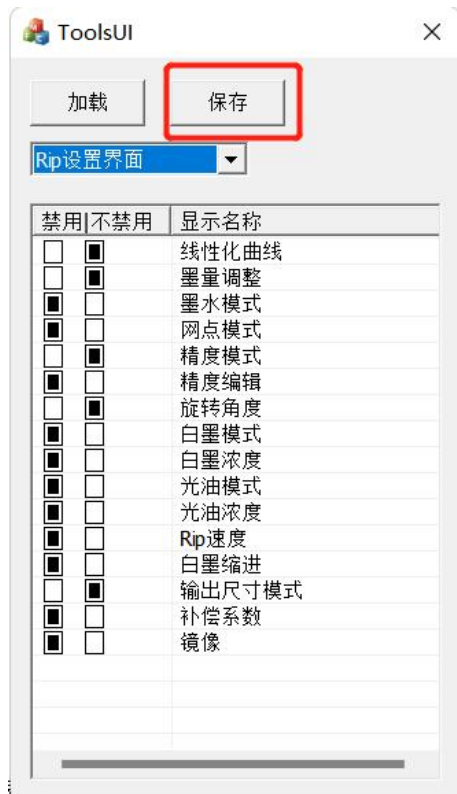 ToolsUI
加载 保存
Rip设置界面
禁用|不禁用 显示名称
线性化曲线
墨量调整
墨水模式
网点模式
精度模式
精度编辑
旋转角度
白墨模式
白墨浓度
光油模式
光油浓度
Rip速度
白墨缩进
输出尺寸模式
补偿系数
镜像